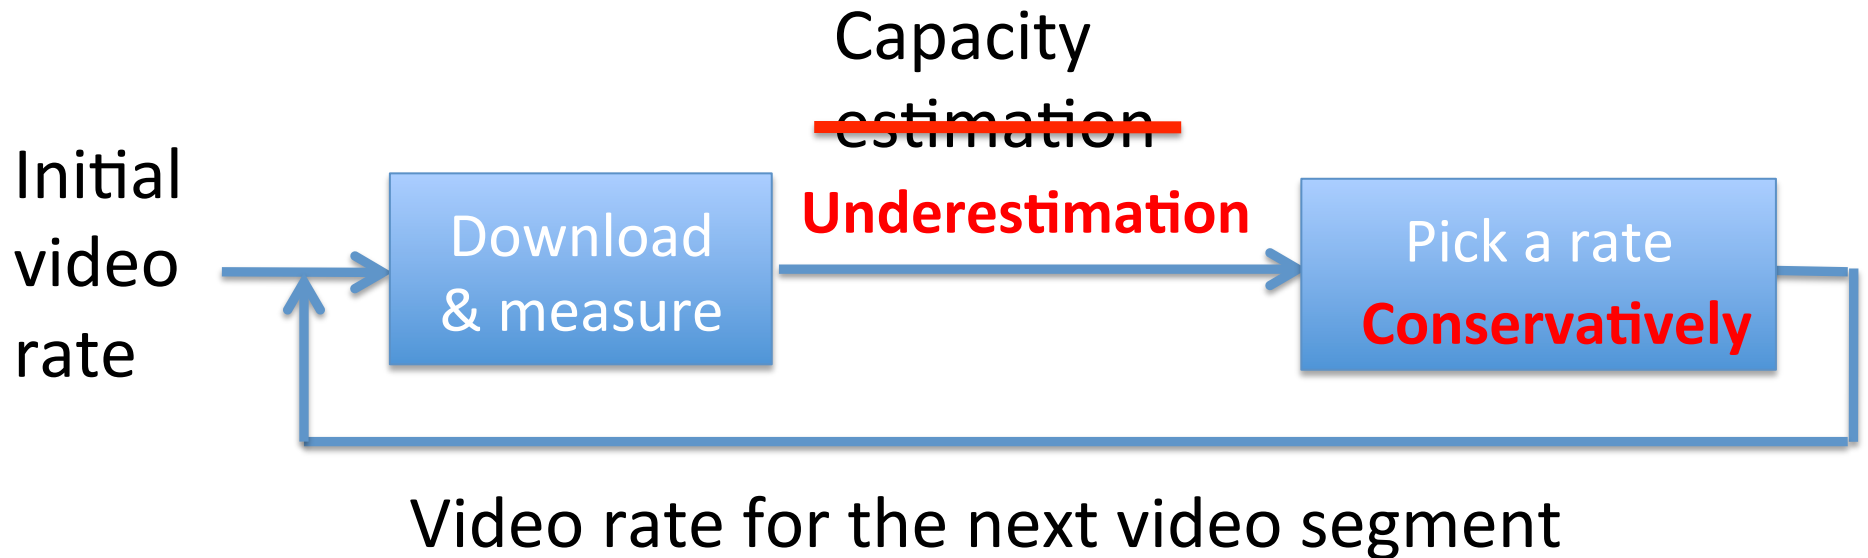 Capacity
estimation
Underestimation
Initial
video
rate
Download
& measure
Pick a rate
Conservatively
Video rate for the next video segment